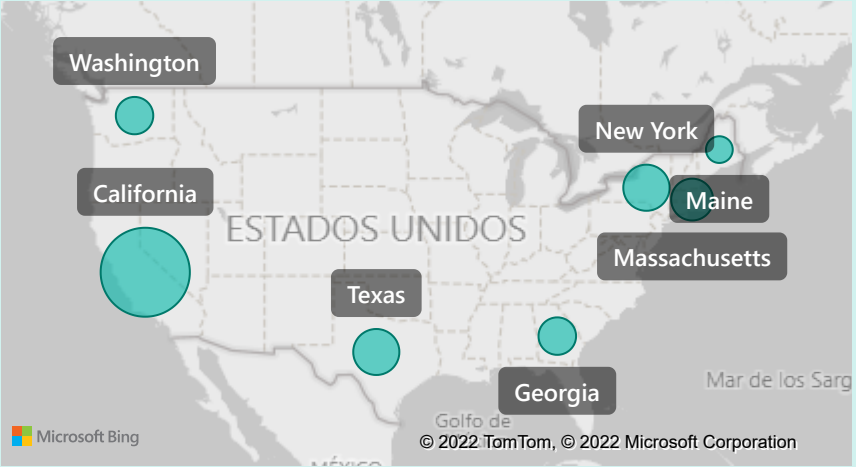 Washington
New York
California
Maine
ESTADOS UNIDOS
Massachusetts
Texas
Georgia
Mar de los Sarg
Golfo de
Microsoft Bing
© 2022 TomTom, © 2022 Microsoft Corporation
MÉXICO